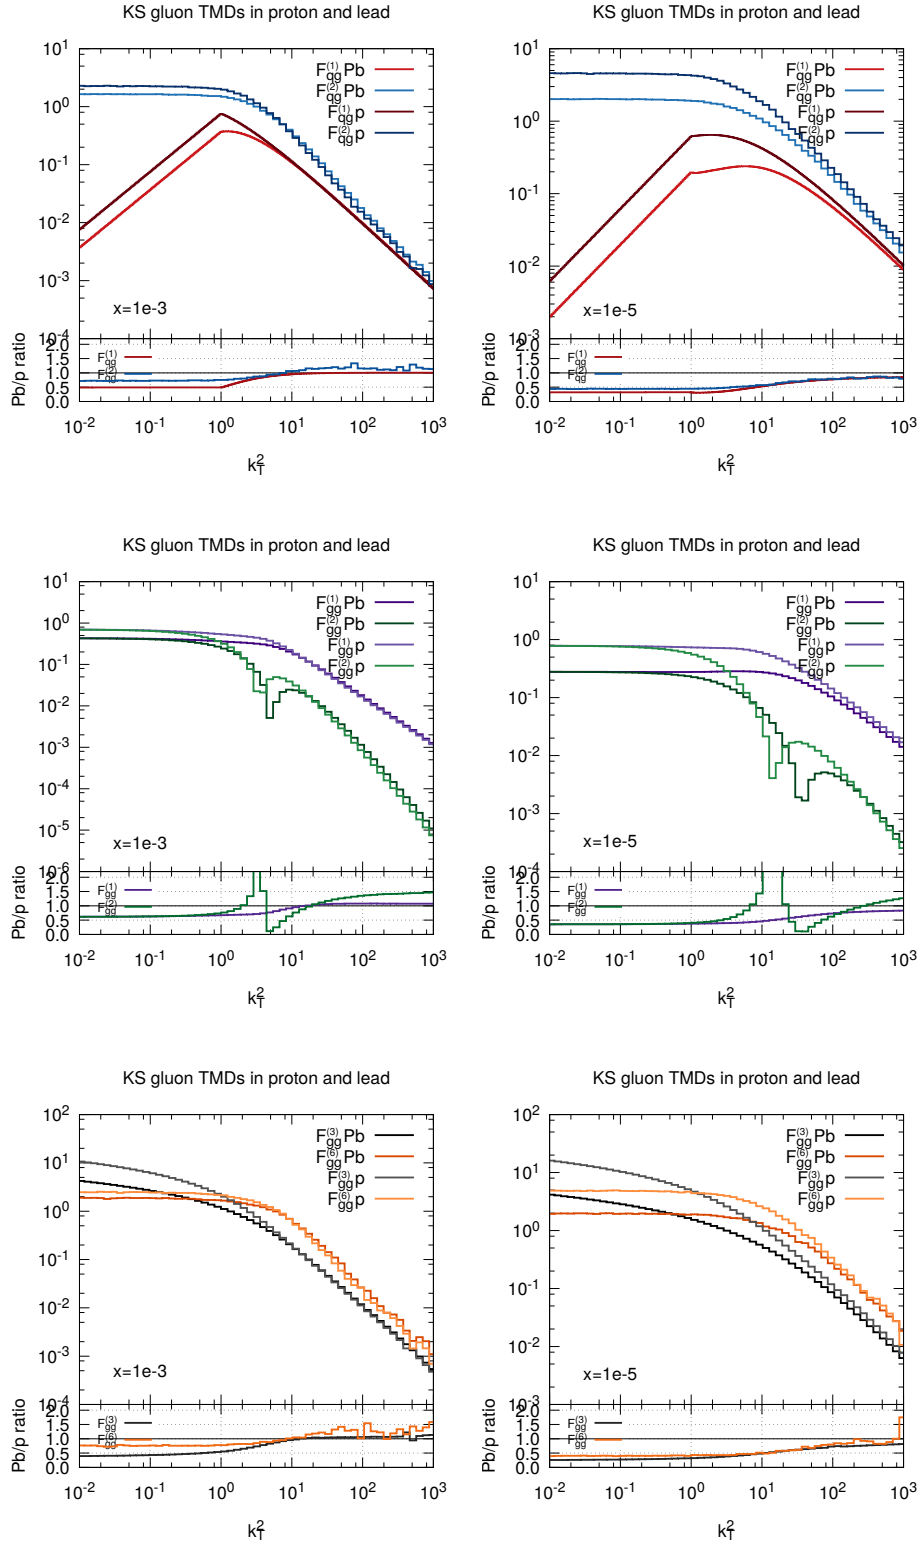 KS gluon TMDs in proton and lead
10^1
10^0
10^-1
10^-2
10^-3
10^-4
F_qg^(1) Pb
F_qg^(2) Pb
F_qg^(1) p
F_qg^(2) p
x=1e-3
Pb/p ratio
2.0
1.5
1.0
0.5
0.0
F_qg^(1)
F_qg^(2)
10^-2 10^-1 10^0 10^1 10^2 10^3
k_T^2
KS gluon TMDs in proton and lead
10^1
10^0
10^-1
10^-2
10^-3
F_qg^(1) Pb
F_qg^(2) Pb
F_qg^(1) p
F_qg^(2) p
x=1e-5
Pb/p ratio
2.0
1.5
1.0
0.5
0.0
F_qg^(1)
F_qg^(2)
10^-2 10^-1 10^0 10^1 10^2 10^3
k_T^2
KS gluon TMDs in proton and lead
10^1
10^0
10^-1
10^-2
10^-3
10^-4
10^-5
10^-6
F_gg^(1) Pb
F_gg^(2) Pb
F_gg^(1) p
F_gg^(2) p
x=1e-3
Pb/p ratio
2.0
1.5
1.0
0.5
0.0
F_gg^(1)
F_gg^(2)
10^-2 10^-1 10^0 10^1 10^2 10^3
k_T^2
KS gluon TMDs in proton and lead
10^1
10^0
10^-1
10^-2
10^-3
10^-4
F_gg^(1) Pb
F_gg^(2) Pb
F_gg^(1) p
F_gg^(2) p
x=1e-5
Pb/p ratio
2.0
1.5
1.0
0.5
0.0
F_gg^(1)
F_gg^(2)
10^-2 10^-1 10^0 10^1 10^2 10^3
k_T^2
KS gluon TMDs in proton and lead
10^2
10^1
10^0
10^-1
10^-2
10^-3
10^-4
F_gg^(3) Pb
F_gg^(6) Pb
F_gg^(3) p
F_gg^(6) p
x=1e-3
Pb/p ratio
2.0
1.5
1.0
0.5
0.0
F_gg^(3)
F_gg^(6)
10^-2 10^-1 10^0 10^1 10^2 10^3
k_T^2
KS gluon TMDs in proton and lead
10^2
10^1
10^0
10^-1
10^-2
10^-3
F_gg^(3) Pb
F_gg^(6) Pb
F_gg^(3) p
F_gg^(6) p
x=1e-5
Pb/p ratio
2.0
1.5
1.0
0.5
0.0
F_gg^(3)
F_gg^(6)
10^-2 10^-1 10^0 10^1 10^2 10^3
k_T^2